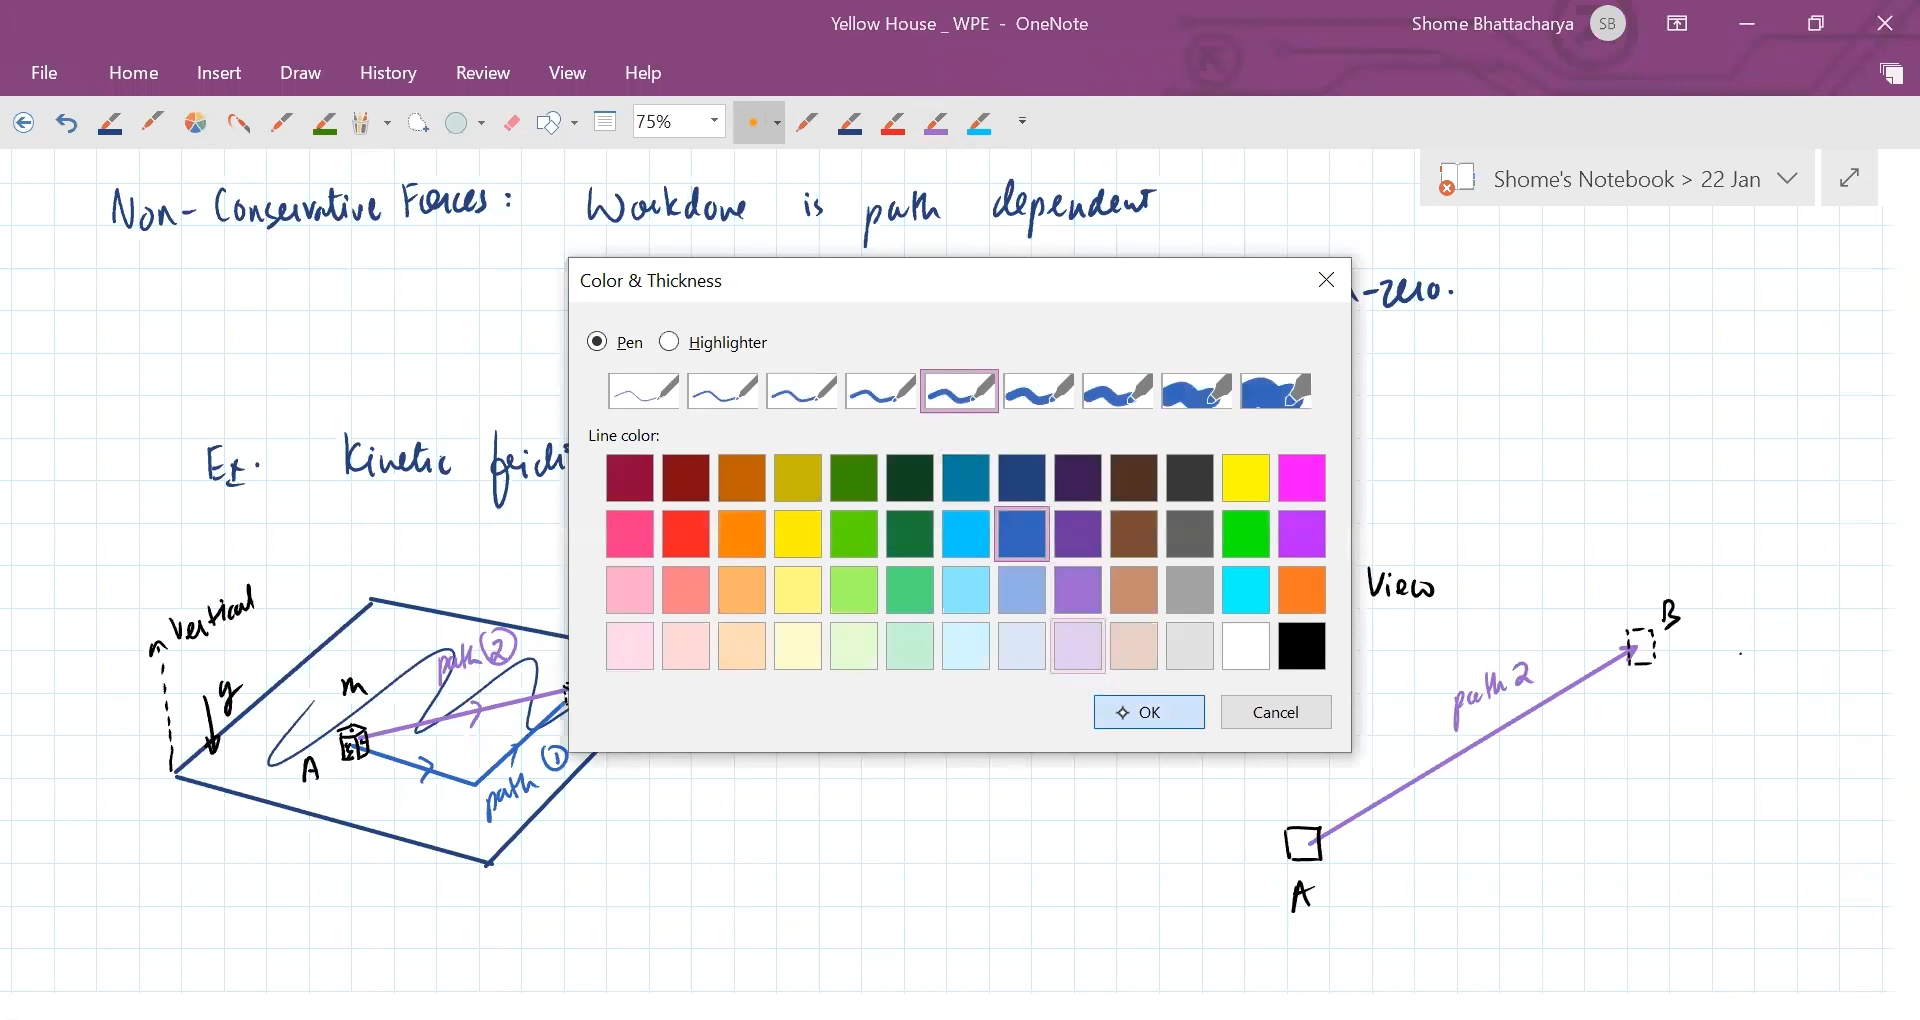 Yellow House _ WPE - OneNote
Shome Bhattacharya SB
File Home Insert Draw History Review View Help
75%
Shome's Notebook > 22 Jan
Non-Conservative Forces: Workdone is path dependent
-zero.
Color & Thickness
Pen Highlighter
Line color:
OK Cancel
Ex. Kinetic
View
Vertical
g
m
A
path ②
path ①
B
path 2
A